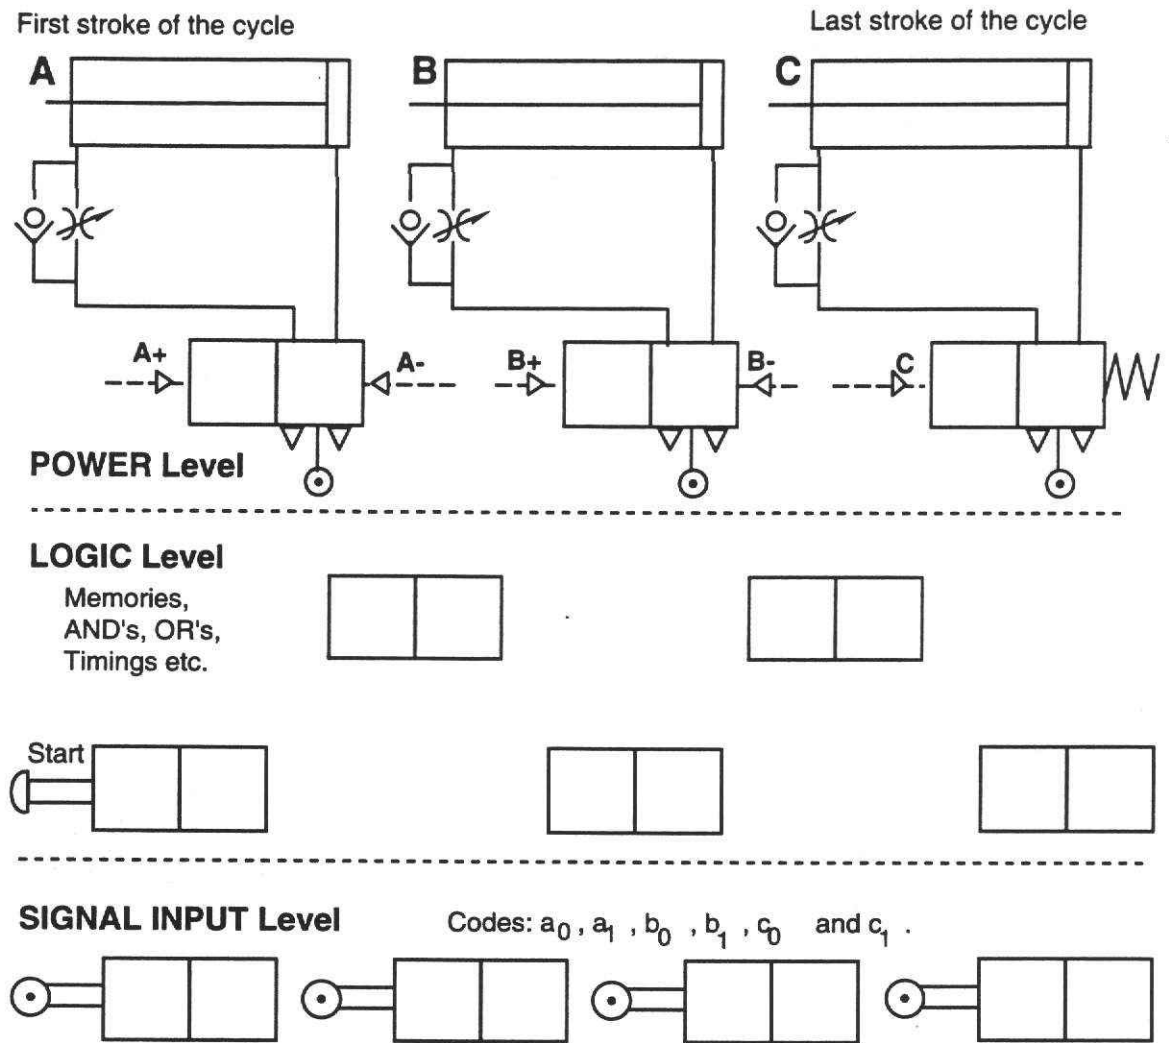 First stroke of the cycle
Last stroke of the cycle
A
B
C
A+
A-
B+
B-
C
POWER Level
LOGIC Level
Memories,
AND's, OR's,
Timings etc.
Start
SIGNAL INPUT Level
Codes: a0 , a1 , b0 , b1 , c0 and c1 .